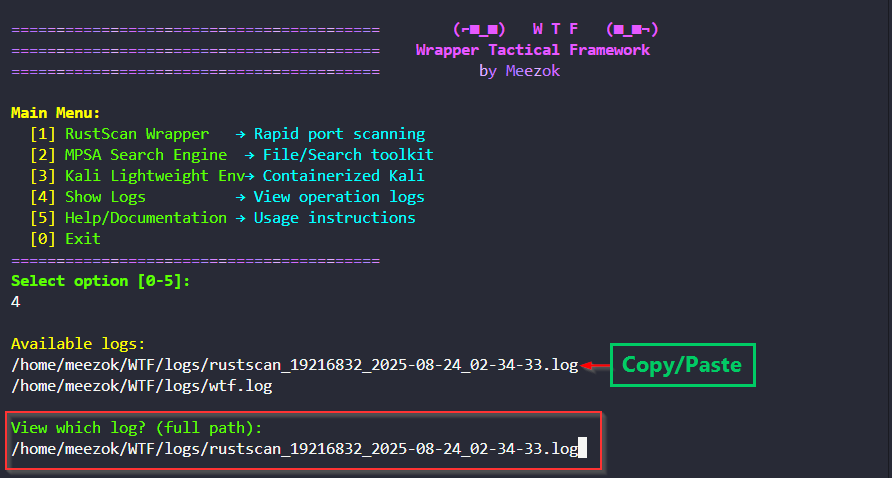 ========================================= (⌐■_■) W T F (■_■¬)
========================================= Wrapper Tactical Framework
========================================= by Meezok
Main Menu:
[1] RustScan Wrapper → Rapid port scanning
[2] MPSA Search Engine → File/Search toolkit
[3] Kali Lightweight Env→ Containerized Kali
[4] Show Logs → View operation logs
[5] Help/Documentation → Usage instructions
[0] Exit
=========================================
Select option [0-5]:
4
Available logs:
/home/meezok/WTF/logs/rustscan_19216832_2025-08-24_02-34-33.log
Copy/Paste
/home/meezok/WTF/logs/wtf.log
View which log? (full path):
/home/meezok/WTF/logs/rustscan_19216832_2025-08-24_02-34-33.log